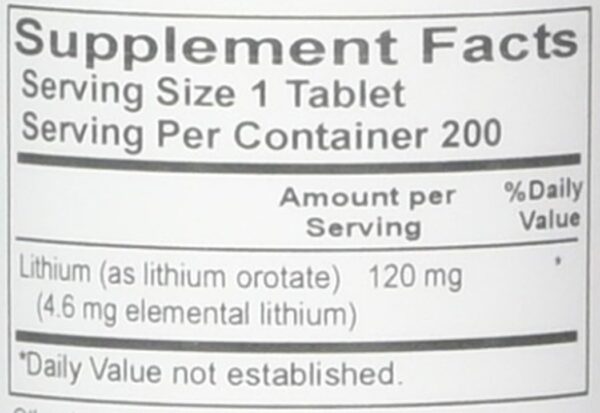 Supplement Facts
Serving Size 1 Tablet
Serving Per Container 200
Amount per %Daily
Serving Value
Lithium (as lithium orotate) 120 mg *
(4.6 mg elemental lithium)
*Daily Value not established.